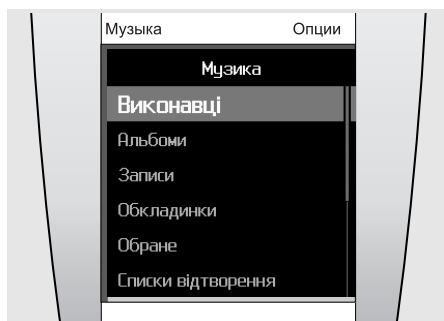 Музыка Опции
Музика
Виконавці
Альбоми
Записи
Обкладинки
Обране
Списки відтворення